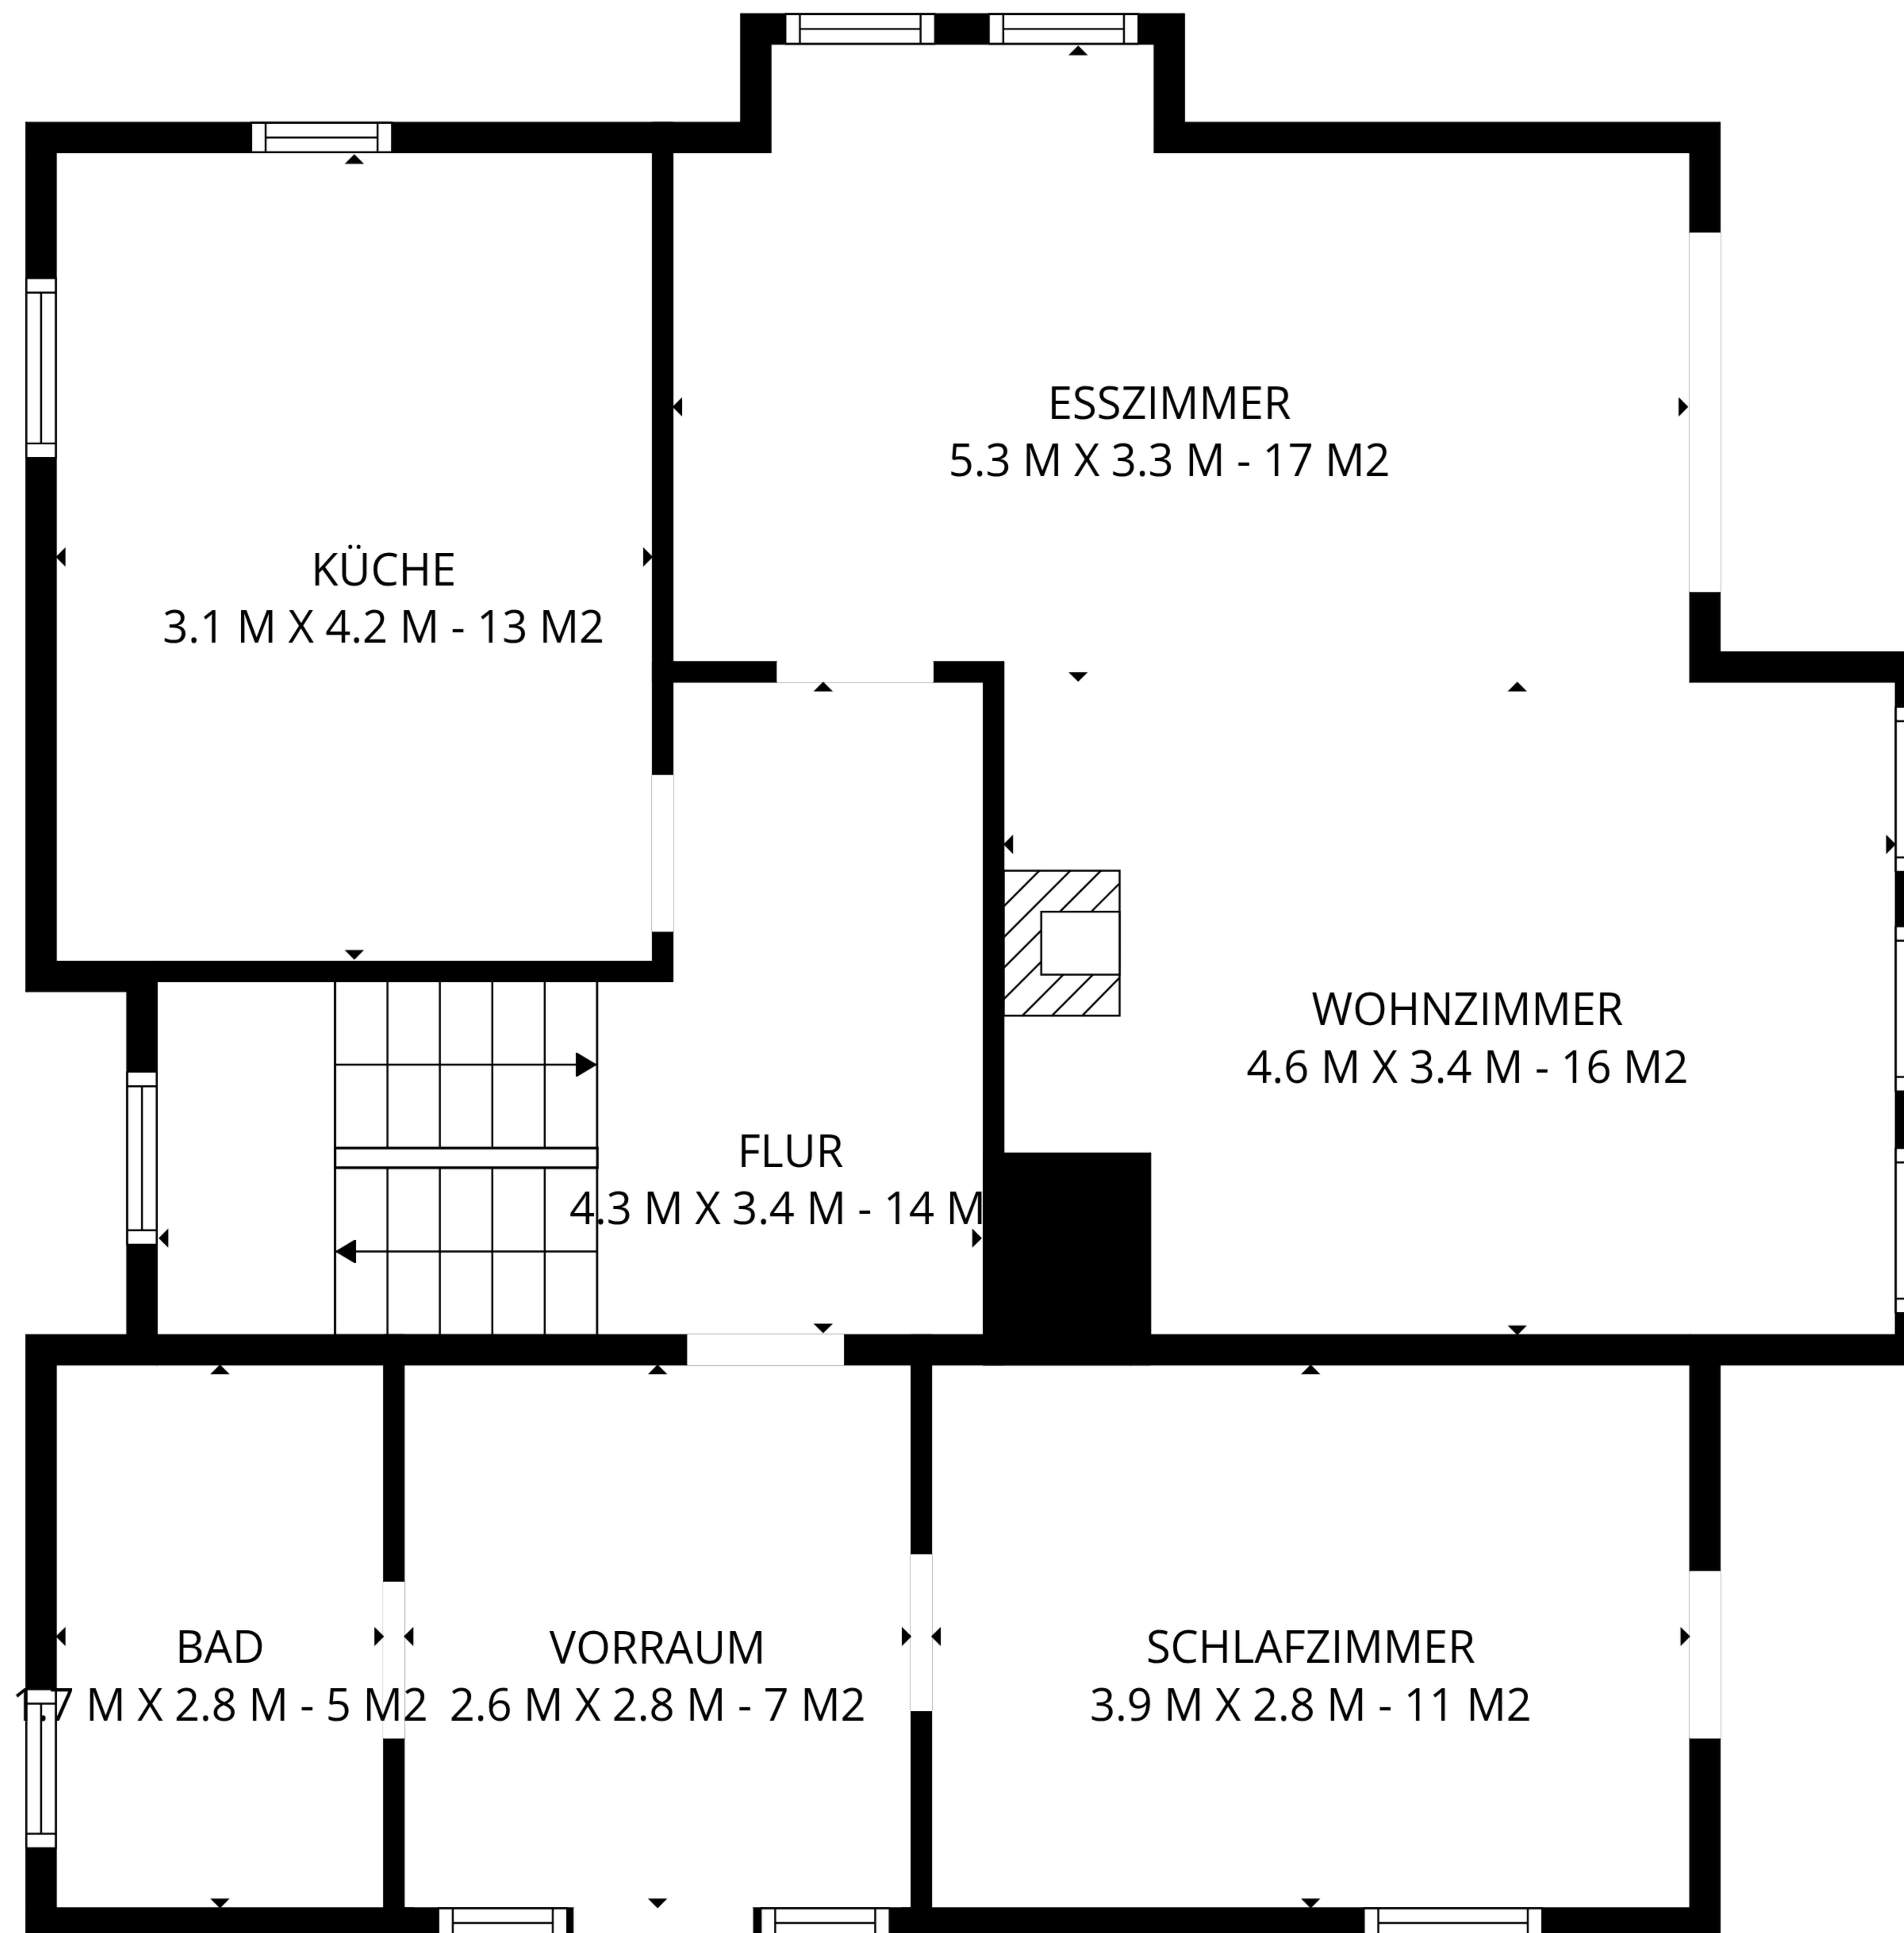 ESSZIMMER
5.3 M X 3.3 M - 17 M2
KÜCHE
3.1 M X 4.2 M - 13 M2
WOHNZIMMER
4.6 M X 3.4 M - 16 M2
FLUR
4.3 M X 3.4 M - 14 M
BAD
1.7 M X 2.8 M - 5 M2
VORRAUM
2.6 M X 2.8 M - 7 M2
SCHLAFZIMMER
3.9 M X 2.8 M - 11 M2